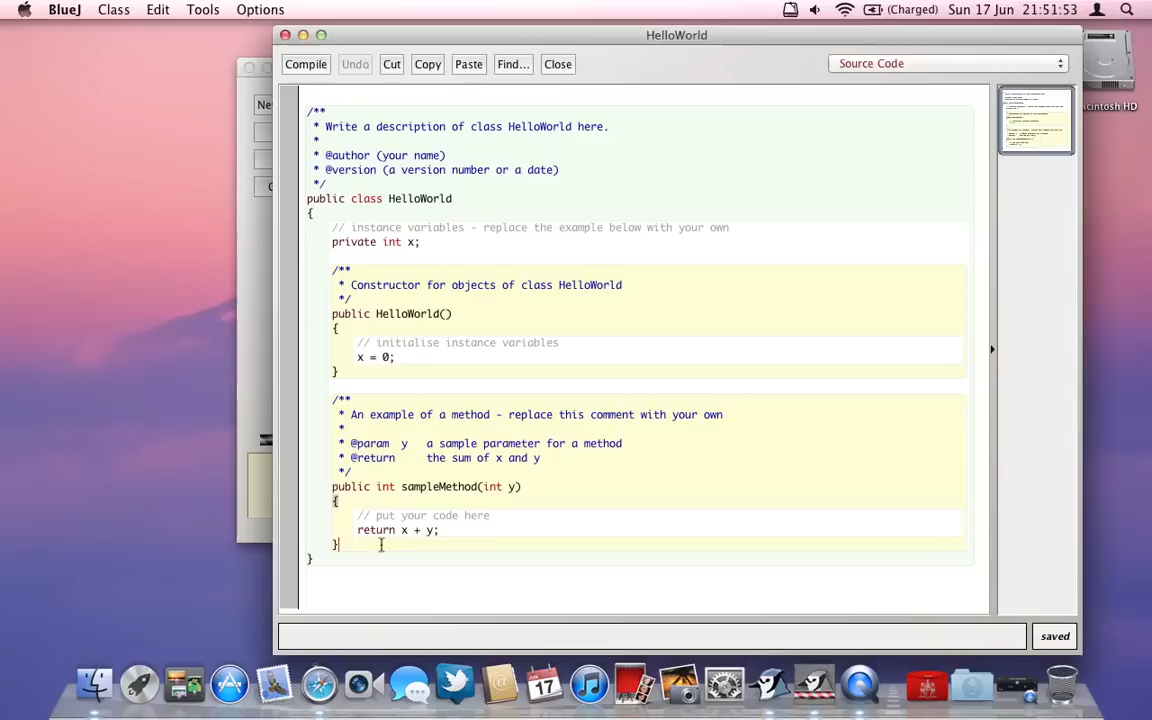 BlueJ Class Edit Tools Options (Charged) Sun 17 Jun 21:51:53
HelloWorld
Compile Undo Cut Copy Paste Find... Close Source Code
Ne
/**
* Write a description of class HelloWorld here.
*
* @author (your name)
* @version (a version number or a date)
*/
public class HelloWorld
{
// instance variables - replace the example below with your own
private int x;
/**
* Constructor for objects of class HelloWorld
*/
public HelloWorld()
{
// initialise instance variables
x = 0;
}
/**
* An example of a method - replace this comment with your own
*
* @param y a sample parameter for a method
* @return the sum of x and y
*/
public int sampleMethod(int y)
{
// put your code here
return x + y;
}
}
saved
acintosh HD
17